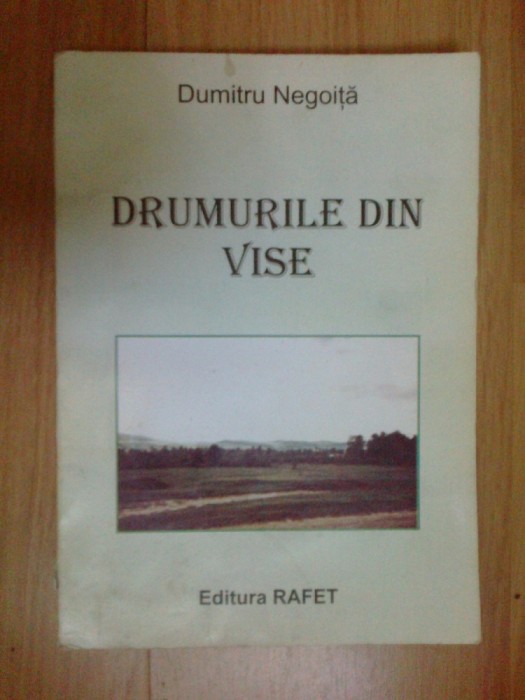 Dumitru Negoiță
DRUMURILE DIN
VISE
Editura RAFET